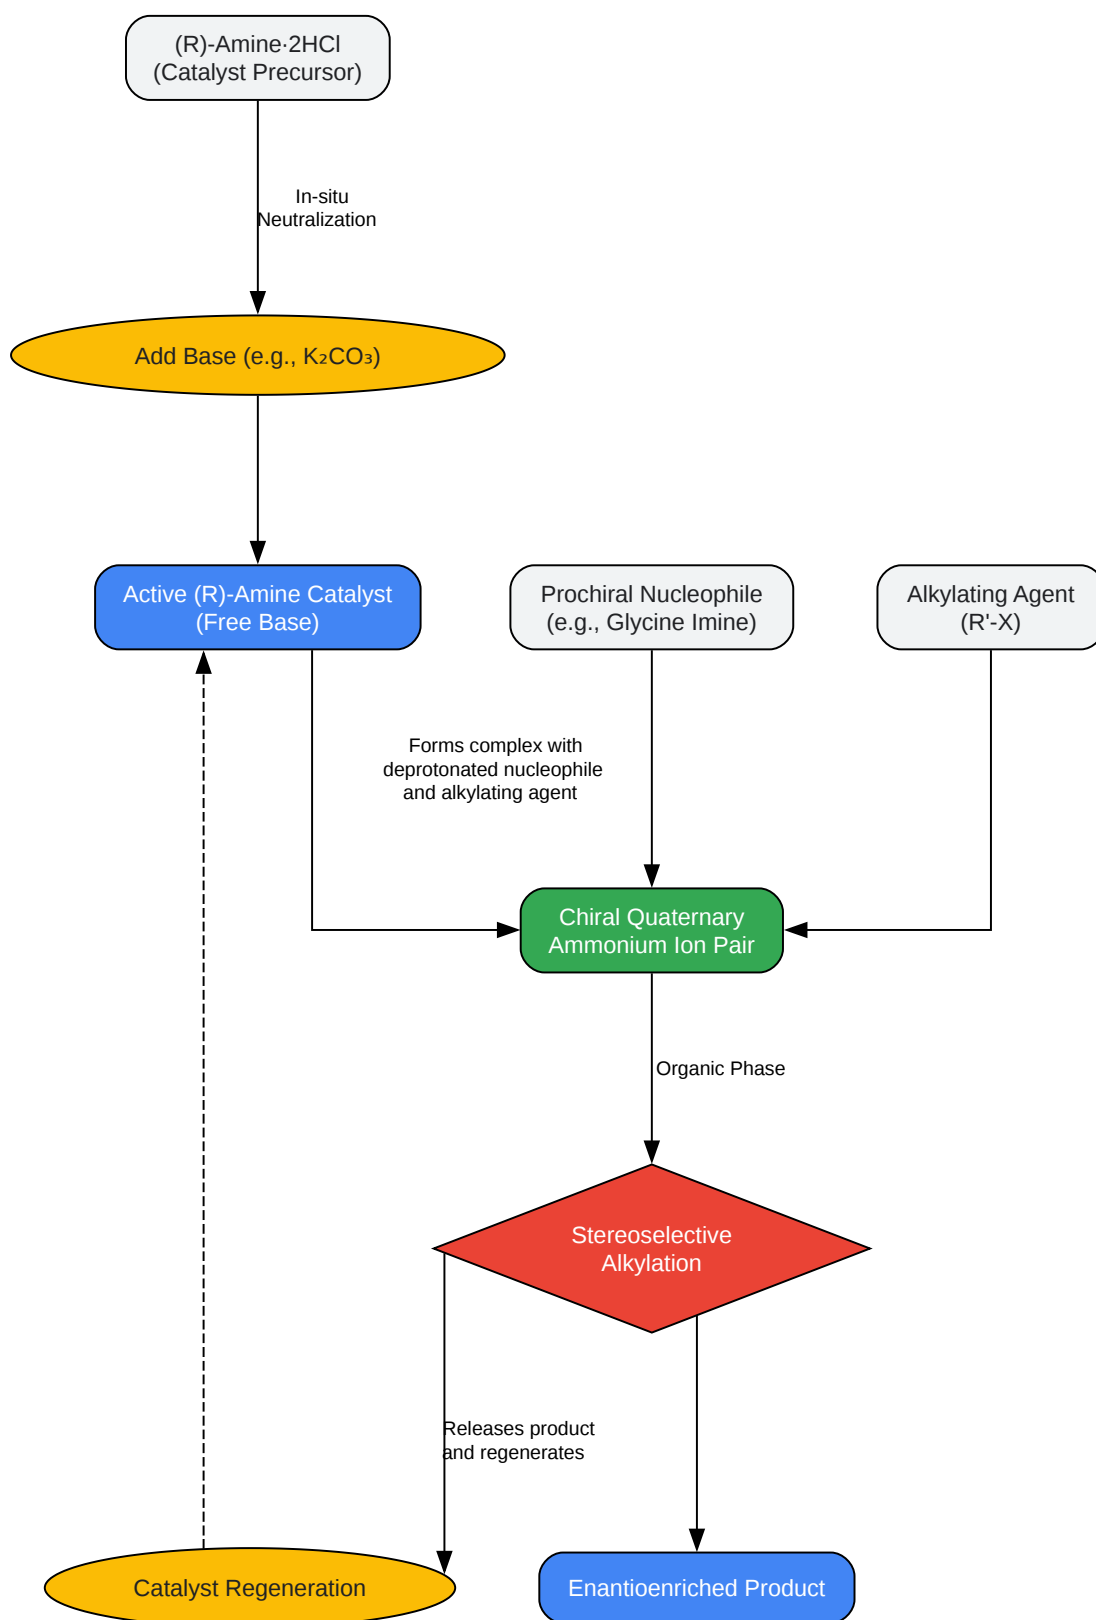 (R)-Amine·2HCl
(Catalyst Precursor)
In-situ
Neutralization
Add Base (e.g., K₂CO₃)
Active (R)-Amine Catalyst
(Free Base)
Prochiral Nucleophile
(e.g., Glycine Imine)
Alkylating Agent
(R'-X)
Forms complex with
deprotonated nucleophile
and alkylating agent
Chiral Quaternary
Ammonium Ion Pair
Organic Phase
Stereoselective
Alkylation
Releases product
and regenerates
Catalyst Regeneration
Enantioenriched Product